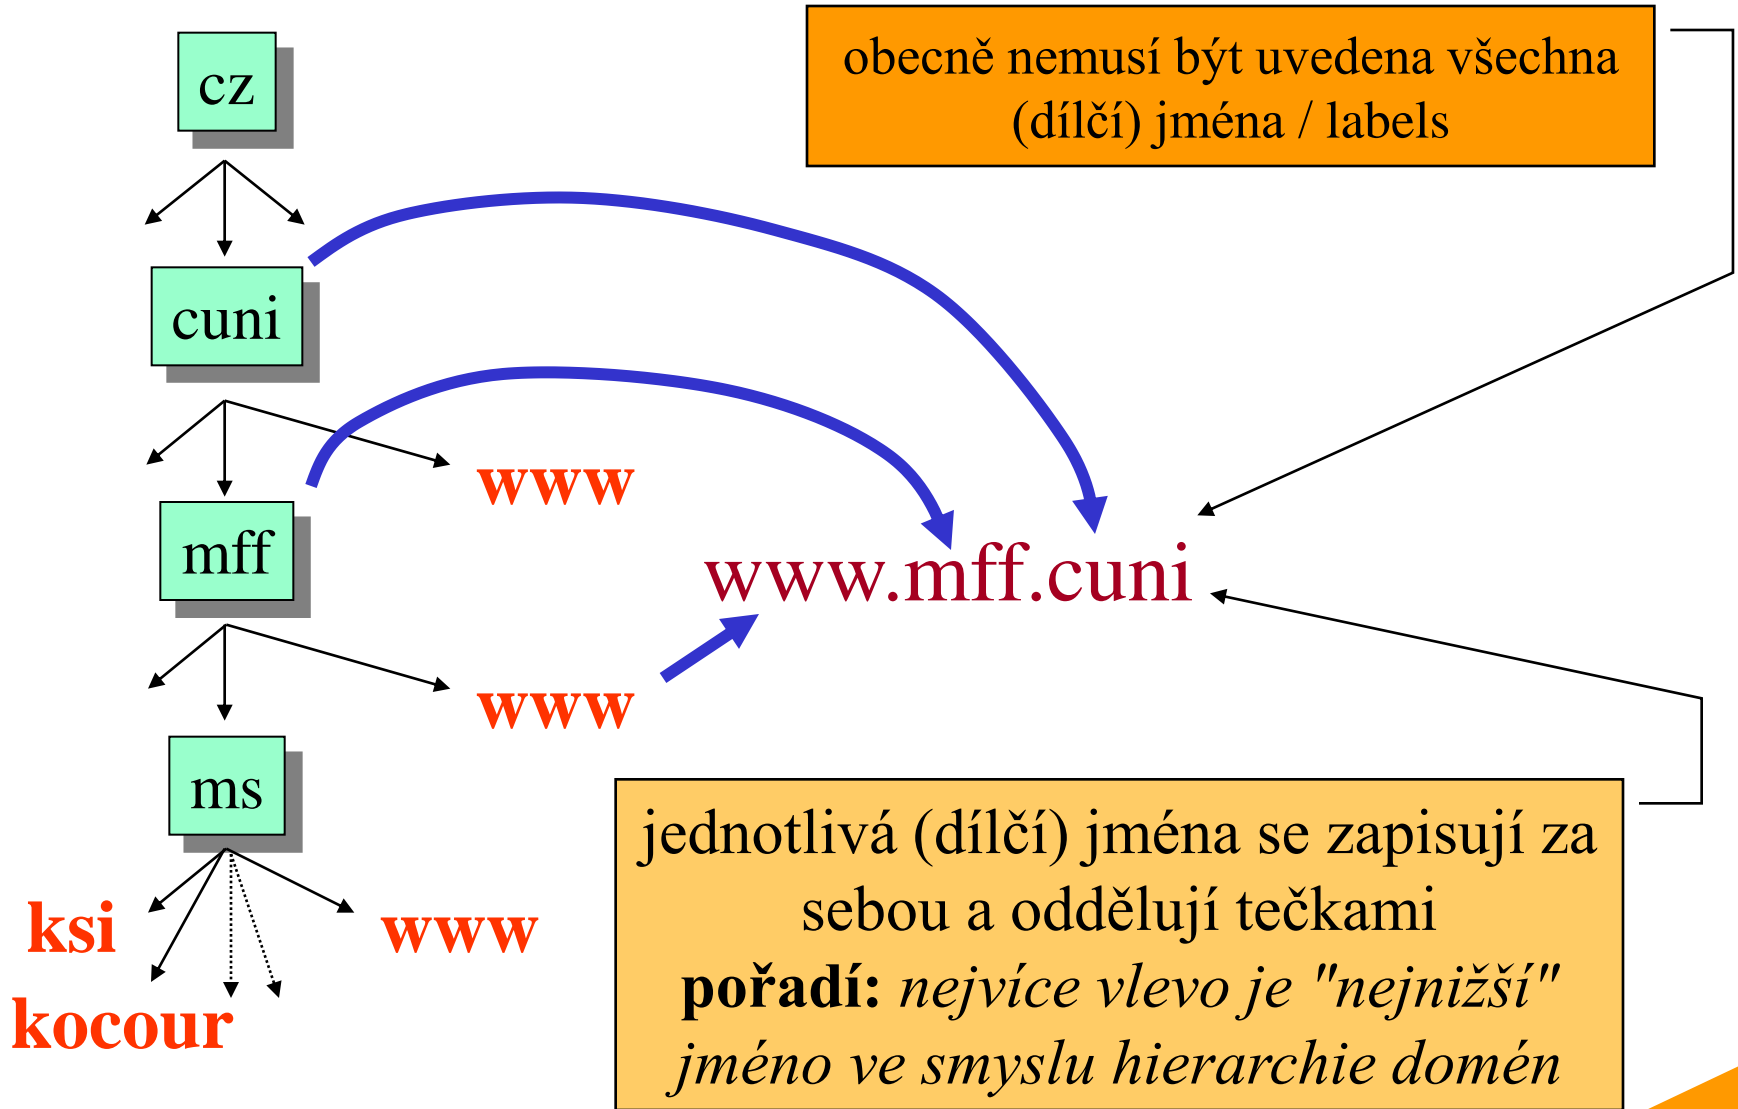 cz
obecně nemusí být uvedena všechna
(dílčí) jména / labels
cuni
www
mff
www.mff.cuni
www
ms
ksi
www
kocour
jednotlivá (dílčí) jména se zapisují za
sebou a oddělují tečkami
pořadí: nejvíce vlevo je "nejnižší"
jméno ve smyslu hierarchie domén